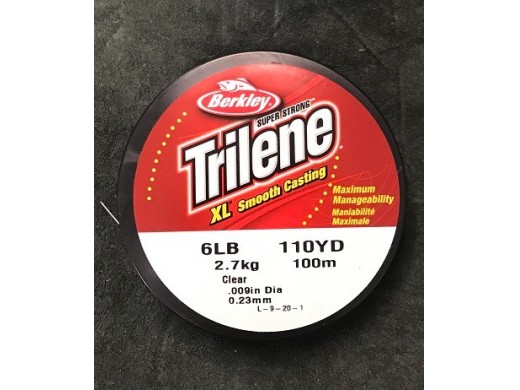 Berkley
SUPER STRONG™
Trilene®
XL® Smooth Casting
Maximum
Manageability
Maniabilité
Maximale
6LB 110YD
2.7kg 100m
Clear
.009in Dia
0.23mm
L-9-20-1